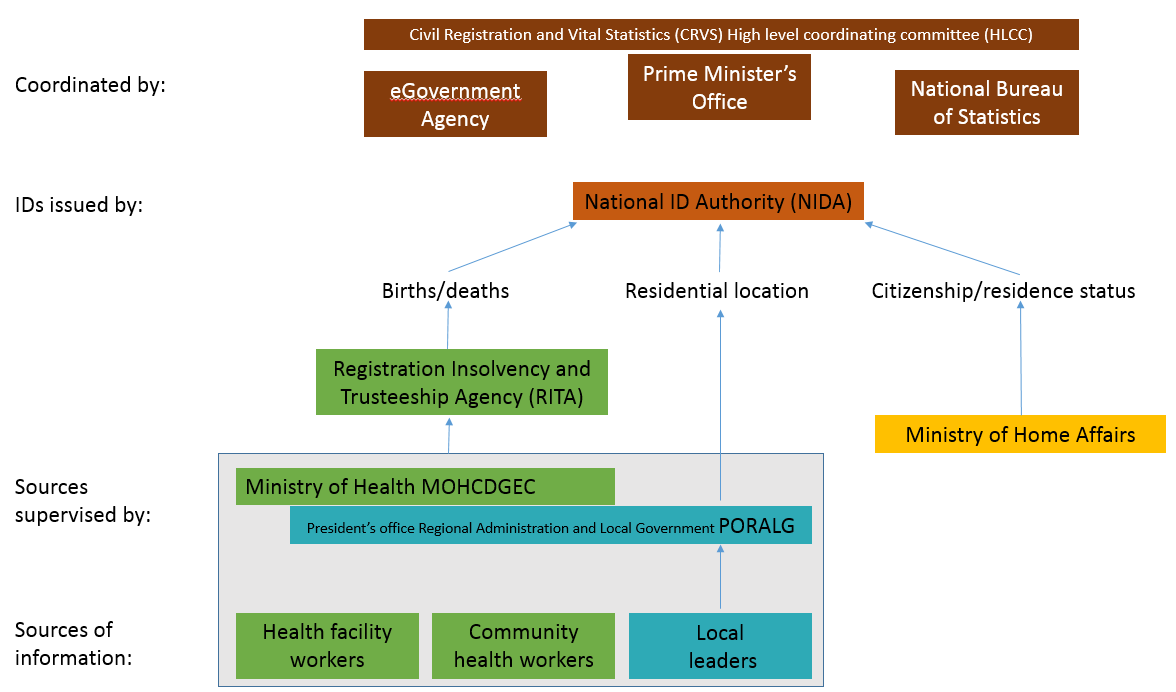 Civil Registration and Vital Statistics (CRVS) High level coordinating committee (HLCC)
Coordinated by:
eGovernment
Agency
Prime Minister's
Office
National Bureau
of Statistics
IDs issued by:
National ID Authority (NIDA)
Births/deaths
Residential location
Citizenship/residence status
Registration Insolvency and
Trusteeship Agency (RITA)
Ministry of Home Affairs
Sources
supervised by:
Ministry of Health MOHCDGEC
President's office Regional Administration and Local Government PORALG
Sources of
information:
Health facility
workers
Community
health workers
Local
leaders